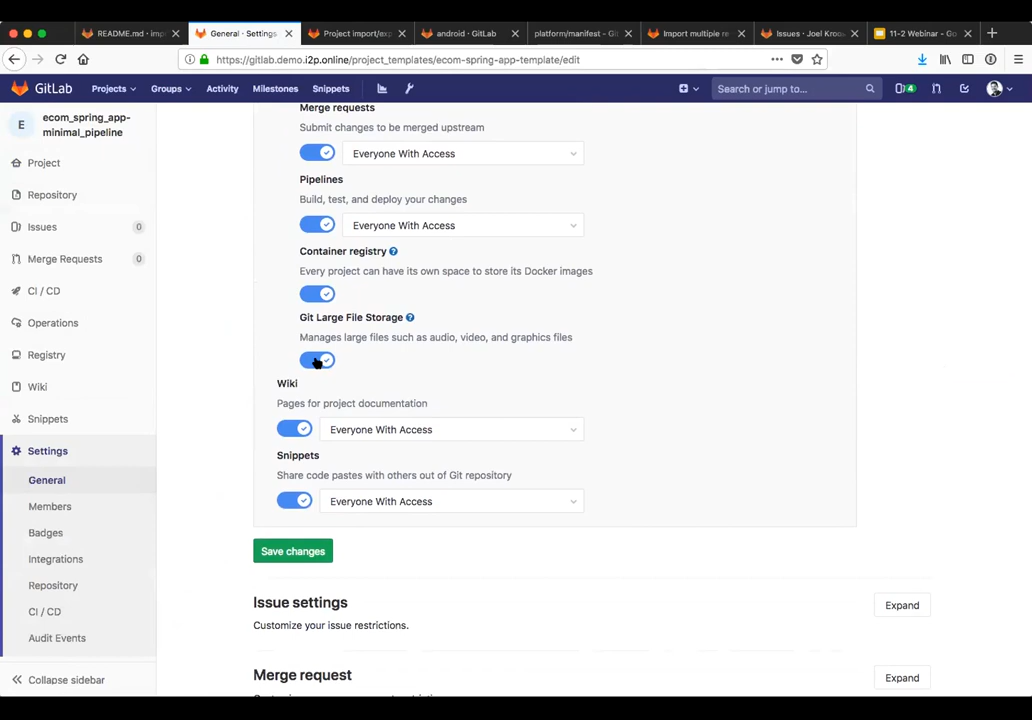 README.md - imp
General · Settings
Project import/exp
android · GitLab
platform/manifest - Gi
Import multiple re
Issues · Joel Kroo
11-2 Webinar - Go
https://gitlab.demo.i2p.online/project_templates/ecom-spring-app-template/edit
GitLab
Projects
Groups
Activity
Milestones
Snippets
Search or jump to...
4
E
ecom_spring_app-
minimal_pipeline
Project
Repository
Issues
0
Merge Requests
0
CI / CD
Operations
Registry
Wiki
Snippets
Settings
General
Members
Badges
Integrations
Repository
CI / CD
Audit Events
Collapse sidebar
Merge requests
Submit changes to be merged upstream
Everyone With Access
Pipelines
Build, test, and deploy your changes
Everyone With Access
Container registry
Every project can have its own space to store its Docker images
Git Large File Storage
Manages large files such as audio, video, and graphics files
Wiki
Pages for project documentation
Everyone With Access
Snippets
Share code pastes with others out of Git repository
Everyone With Access
Save changes
Issue settings
Expand
Customize your issue restrictions.
Merge request
Expand